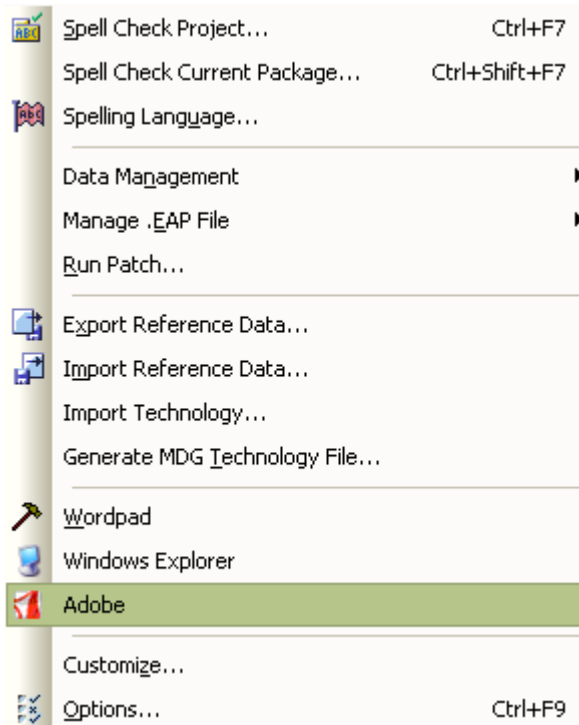 Spell Check Project... Ctrl+F7
Spell Check Current Package... Ctrl+Shift+F7
Spelling Language...
Data Management
Manage .EAP File
Run Patch...
Export Reference Data...
Import Reference Data...
Import Technology...
Generate MDG Technology File...
Wordpad
Windows Explorer
Adobe
Customize...
Options... Ctrl+F9